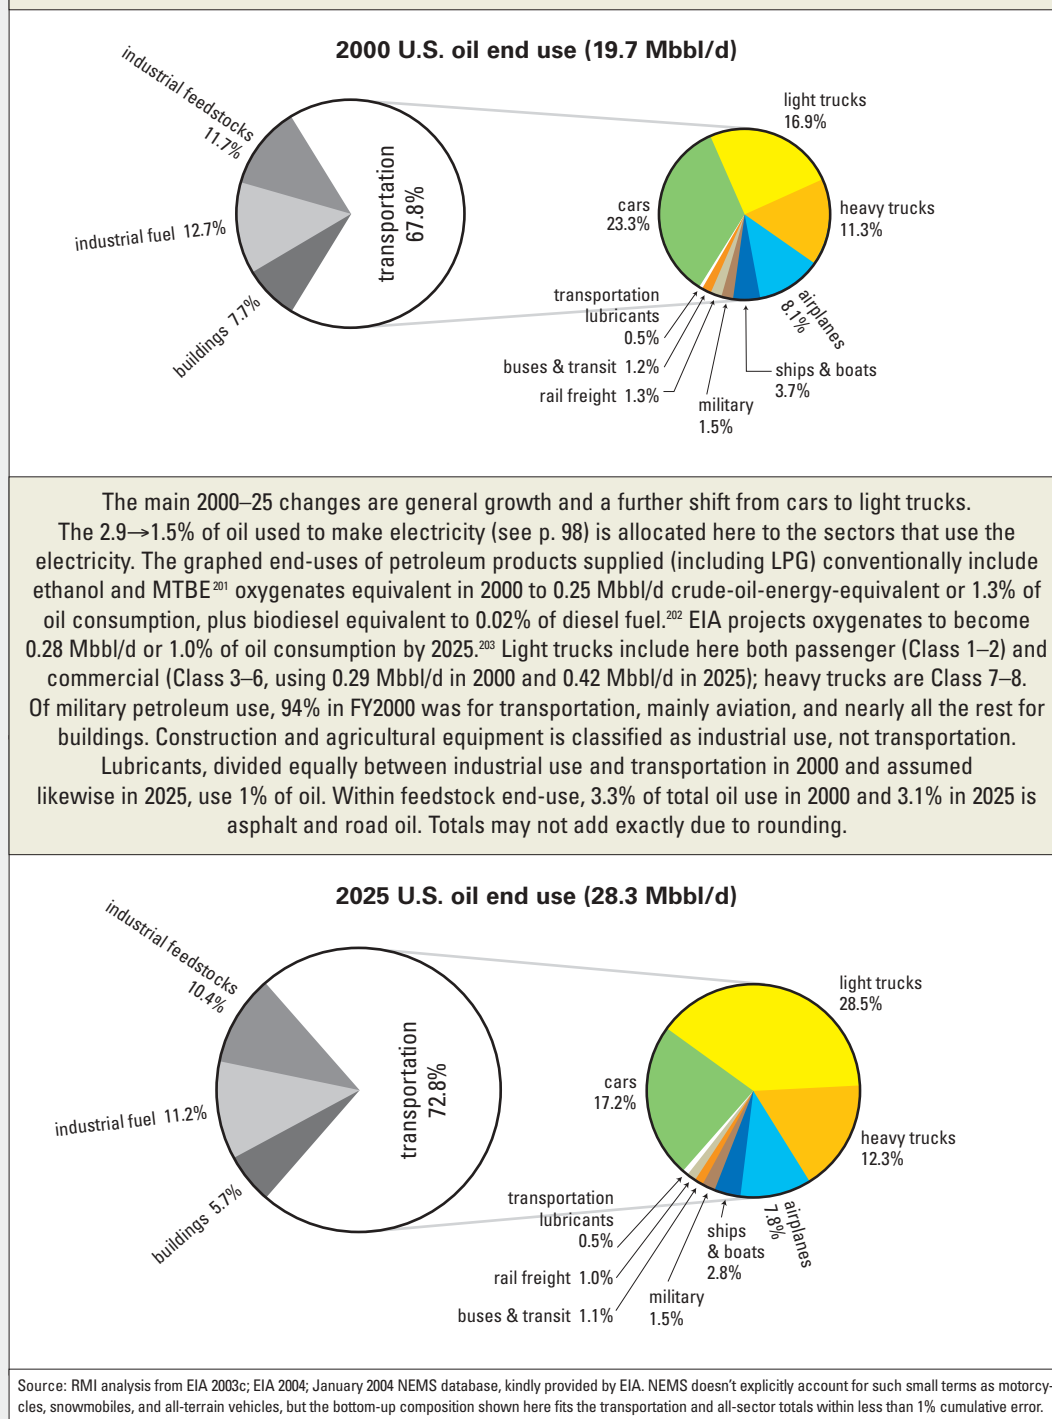 2000 U.S. oil end use (19.7 Mbbl/d)
industrial feedstocks
11.7%
industrial fuel 12.7%
buildings 7.7%
transportation
67.8%
light trucks
16.9%
cars
23.3%
heavy trucks
11.3%
airplanes
8.1%
transportation
lubricants
0.5%
buses & transit 1.2%
rail freight 1.3%
military
1.5%
ships & boats
3.7%
The main 2000–25 changes are general growth and a further shift from cars to light trucks.
The 2.9→1.5% of oil used to make electricity (see p. 98) is allocated here to the sectors that use the
electricity. The graphed end-uses of petroleum products supplied (including LPG) conventionally include
ethanol and MTBE²⁰¹ oxygenates equivalent in 2000 to 0.25 Mbbl/d crude-oil-energy-equivalent or 1.3% of
oil consumption, plus biodiesel equivalent to 0.02% of diesel fuel.²⁰² EIA projects oxygenates to become
0.28 Mbbl/d or 1.0% of oil consumption by 2025.²⁰³ Light trucks include here both passenger (Class 1–2) and
commercial (Class 3–6, using 0.29 Mbbl/d in 2000 and 0.42 Mbbl/d in 2025); heavy trucks are Class 7–8.
Of military petroleum use, 94% in FY2000 was for transportation, mainly aviation, and nearly all the rest for
buildings. Construction and agricultural equipment is classified as industrial use, not transportation.
Lubricants, divided equally between industrial use and transportation in 2000 and assumed
likewise in 2025, use 1% of oil. Within feedstock end-use, 3.3% of total oil use in 2000 and 3.1% in 2025 is
asphalt and road oil. Totals may not add exactly due to rounding.
2025 U.S. oil end use (28.3 Mbbl/d)
industrial feedstocks
10.4%
industrial fuel 11.2%
buildings 5.7%
transportation
72.8%
light trucks
28.5%
cars
17.2%
heavy trucks
12.3%
airplanes
7.8%
transportation
lubricants
0.5%
rail freight 1.0%
buses & transit 1.1%
military
1.5%
ships
& boats
2.8%
Source: RMI analysis from EIA 2003c; EIA 2004; January 2004 NEMS database, kindly provided by EIA. NEMS doesn't explicitly account for such small terms as motorcy-
cles, snowmobiles, and all-terrain vehicles, but the bottom-up composition shown here fits the transportation and all-sector totals within less than 1% cumulative error.